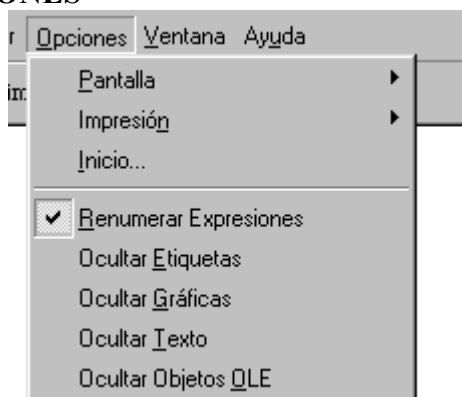 ONES
r Opciones Ventana Ayuda
Pantalla
Impresión
Inicio...
Renumerar Expresiones
Ocultar Etiquetas
Ocultar Gráficas
Ocultar Texto
Ocultar Objetos OLE